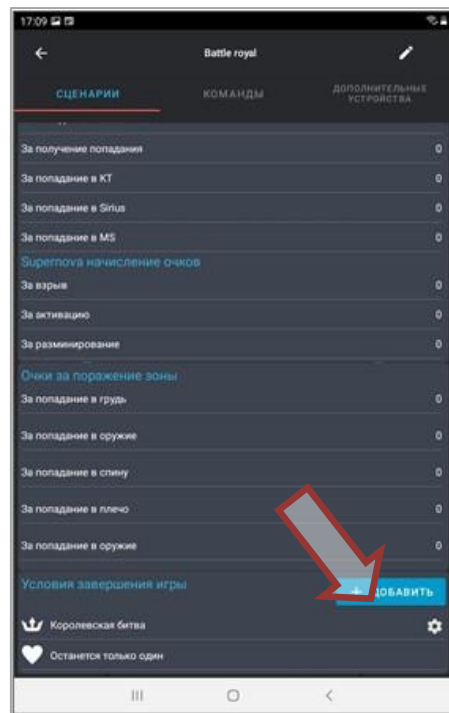 17:09
Battle royal
СЦЕНАРИИ
КОМАНДЫ
ДОПОЛНИТЕЛЬНЫЕ
УСТРОЙСТВА
За получение попадания 0
За попадание в КТ 0
За попадание в Sirius 0
За попадание в MS 0
Supernova начисление очков
За взрыв 0
За активацию 0
За разминирование 0
Очки за поражение зоны
За попадание в грудь 0
За попадание в оружие 0
За попадание в спину 0
За попадание в плечо 0
За попадание в оружие 0
Условия завершения игры
+ ДОБАВИТЬ
Королевская битва
Останется только один